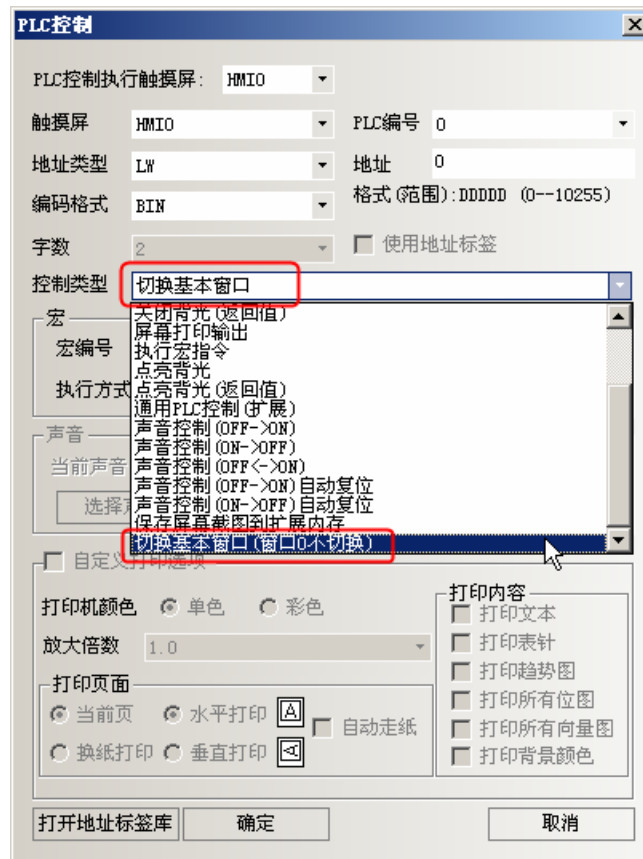 PLC控制
PLC控制执行触摸屏: HMI0
触摸屏 HMI0 PLC编号 0
地址类型 LW 地址 0
编码格式 BIN 格式(范围):DDDDD (0--10255)
字数 2 使用地址标签
控制类型 切换基本窗口
关闭背光(返回值)
宏
屏幕打印输出
宏编号 执行宏指令
点亮背光
执行方式 点亮背光(返回值)
通用PLC控制(扩展)
声音 声音控制(OFF->ON)
声音控制(ON->OFF)
当前声音 声音控制(OFF<->ON)
声音控制(OFF->ON)自动复位
选择 声音控制(ON->OFF)自动复位
保存屏幕截图到扩展内存
切换基本窗口(窗口0不切换)
自定义打印选项
打印机颜色 单色 彩色
放大倍数 1.0
打印页面
当前页 水平打印 A 自动走纸
换纸打印 垂直打印 A
打印内容
打印文本
打印表针
打印趋势图
打印所有位图
打印所有向量图
打印背景颜色
打开地址标签库 确定 取消